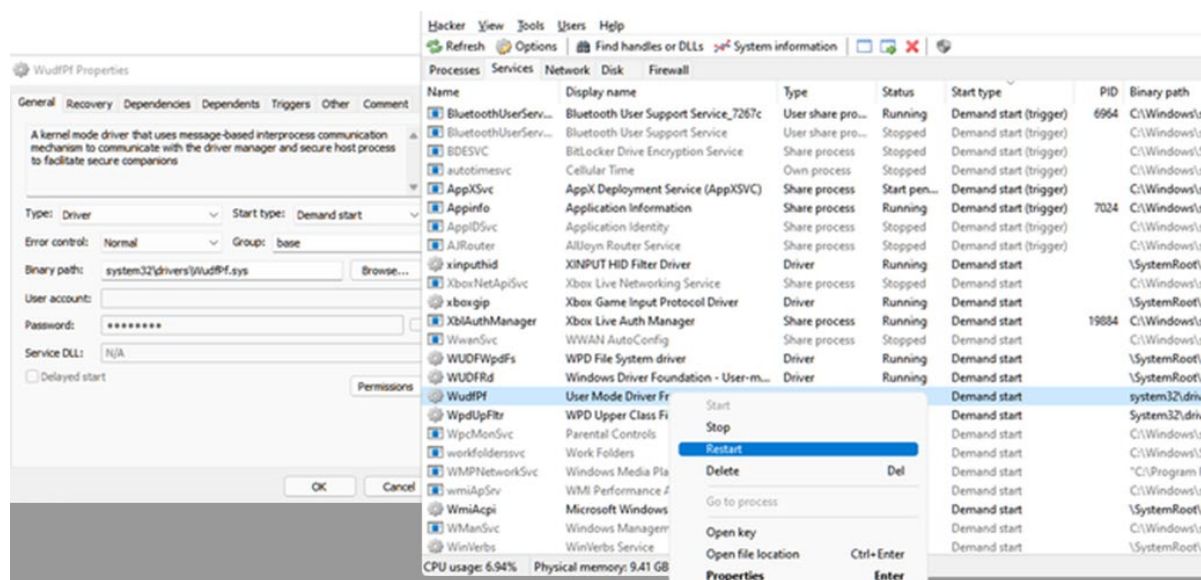 WudfPf Properties
General Recovery Dependencies Dependents Triggers Other Comment
A kernel mode driver that uses message-based interprocess communication
mechanism to communicate with the driver manager and secure host process
to facilitate secure companions
Type: Driver Start type: Demand start
Error control: Normal Group: base
Binary path: system32\drivers\WudfPf.sys Browse...
User account:
Password: ●●●●●●●●
Service DLL: N/A
Delayed start
Permissions
OK Cancel
Hacker View Tools Users Help
Refresh Options Find handles or DLLs System information
Processes Services Network Disk Firewall
Name Display name Type Status Start type PID Binary path
BluetoothUserServ... Bluetooth User Support Service_7267c User share pro... Running Demand start (trigger) 6964 C:\Windows\
BluetoothUserServ... Bluetooth User Support Service User share pro... Stopped Demand start (trigger) C:\Windows\
BDESVC BitLocker Drive Encryption Service Share process Stopped Demand start (trigger) C:\Windows\
autotimesvc Cellular Time Own process Stopped Demand start (trigger) C:\Windows\
AppXSvc AppX Deployment Service (AppXSVC) Share process Start pen... Demand start (trigger) C:\Windows\
Appinfo Application Information Share process Running Demand start (trigger) 7024 C:\Windows\
AppIDSvc Application Identity Share process Stopped Demand start (trigger) C:\Windows\
AJRouter AllJoyn Router Service Share process Stopped Demand start (trigger) C:\Windows\
xinputhid XINPUT HID Filter Driver Driver Running Demand start \SystemRoot\
XboxNetApiSvc Xbox Live Networking Service Share process Stopped Demand start C:\Windows\
xboxgip Xbox Game Input Protocol Driver Driver Running Demand start \SystemRoot\
XblAuthManager Xbox Live Auth Manager Share process Running Demand start 19884 C:\Windows\
WwanSvc WWAN AutoConfig Share process Stopped Demand start C:\Windows\
WUDFWpdFs WPD File System driver Driver Running Demand start \SystemRoot\
WUDFRd Windows Driver Foundation - User-m... Driver Running Demand start \SystemRoot\
WudfPf User Mode Driver Fr Demand start system32\driv
WpdUpFltr WPD Upper Class Fi Demand start System32\driv
WpcMonSvc Parental Controls Demand start C:\Windows\
workfolderssvc Work Folders Demand start C:\Windows\
WMPNetworkSvc Windows Media Pla Demand start "C:\Program
wmiApSrv WMI Performance A Demand start C:\Windows\
WmiAcpi Microsoft Windows Demand start \SystemRoot\
WManSvc Windows Managem Demand start C:\Windows\
WinVerbs WinVerbs Service Demand start \SystemRoot\
Start
Stop
Restart
Delete Del
Go to process
Open key
Open file location Ctrl+Enter
Properties Enter
CPU usage: 6.94% Physical memory: 9.41 GB